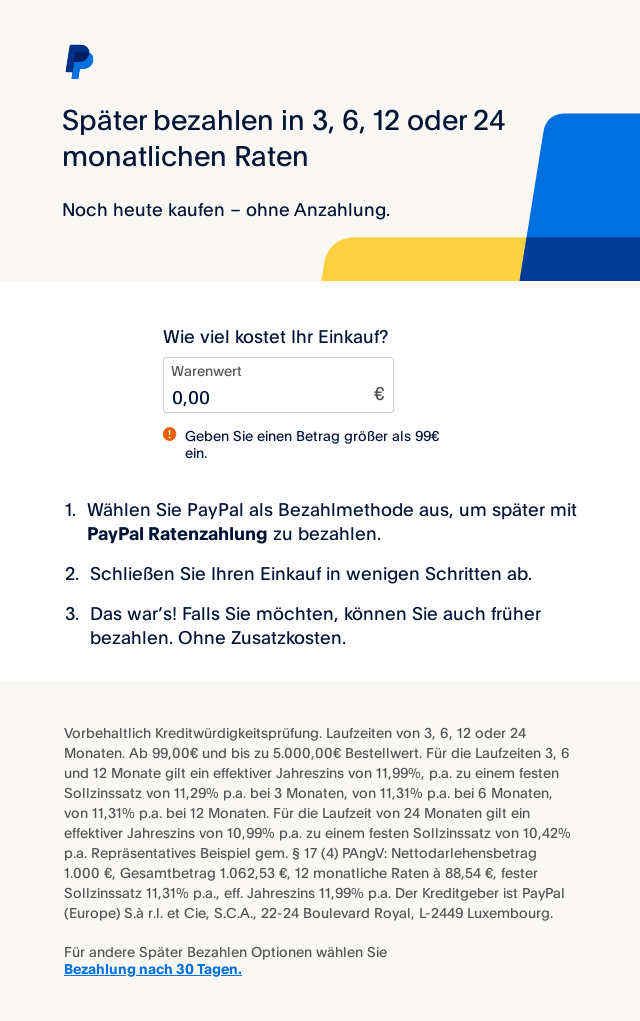 Später bezahlen in 3, 6, 12 oder 24
monatlichen Raten
Noch heute kaufen – ohne Anzahlung.
Wie viel kostet Ihr Einkauf?
Warenwert
0,00 €
Geben Sie einen Betrag größer als 99€
ein.
1. Wählen Sie PayPal als Bezahlmethode aus, um später mit
PayPal Ratenzahlung zu bezahlen.
2. Schließen Sie Ihren Einkauf in wenigen Schritten ab.
3. Das war’s! Falls Sie möchten, können Sie auch früher
bezahlen. Ohne Zusatzkosten.
Vorbehaltlich Kreditwürdigkeitsprüfung. Laufzeiten von 3, 6, 12 oder 24
Monaten. Ab 99,00€ und bis zu 5.000,00€ Bestellwert. Für die Laufzeiten 3, 6
und 12 Monate gilt ein effektiver Jahreszins von 11,99%, p.a. zu einem festen
Sollzinssatz von 11,29% p.a. bei 3 Monaten, von 11,31% p.a. bei 6 Monaten,
von 11,31% p.a. bei 12 Monaten. Für die Laufzeit von 24 Monaten gilt ein
effektiver Jahreszins von 10,99% p.a. zu einem festen Sollzinssatz von 10,42%
p.a. Repräsentatives Beispiel gem. § 17 (4) PAngV: Nettodarlehensbetrag
1.000 €, Gesamtbetrag 1.062,53 €, 12 monatliche Raten à 88,54 €, fester
Sollzinssatz 11,31% p.a., eff. Jahreszins 11,99% p.a. Der Kreditgeber ist PayPal
(Europe) S.à r.l. et Cie, S.C.A., 22-24 Boulevard Royal, L-2449 Luxembourg.
Für andere Später Bezahlen Optionen wählen Sie
Bezahlung nach 30 Tagen.